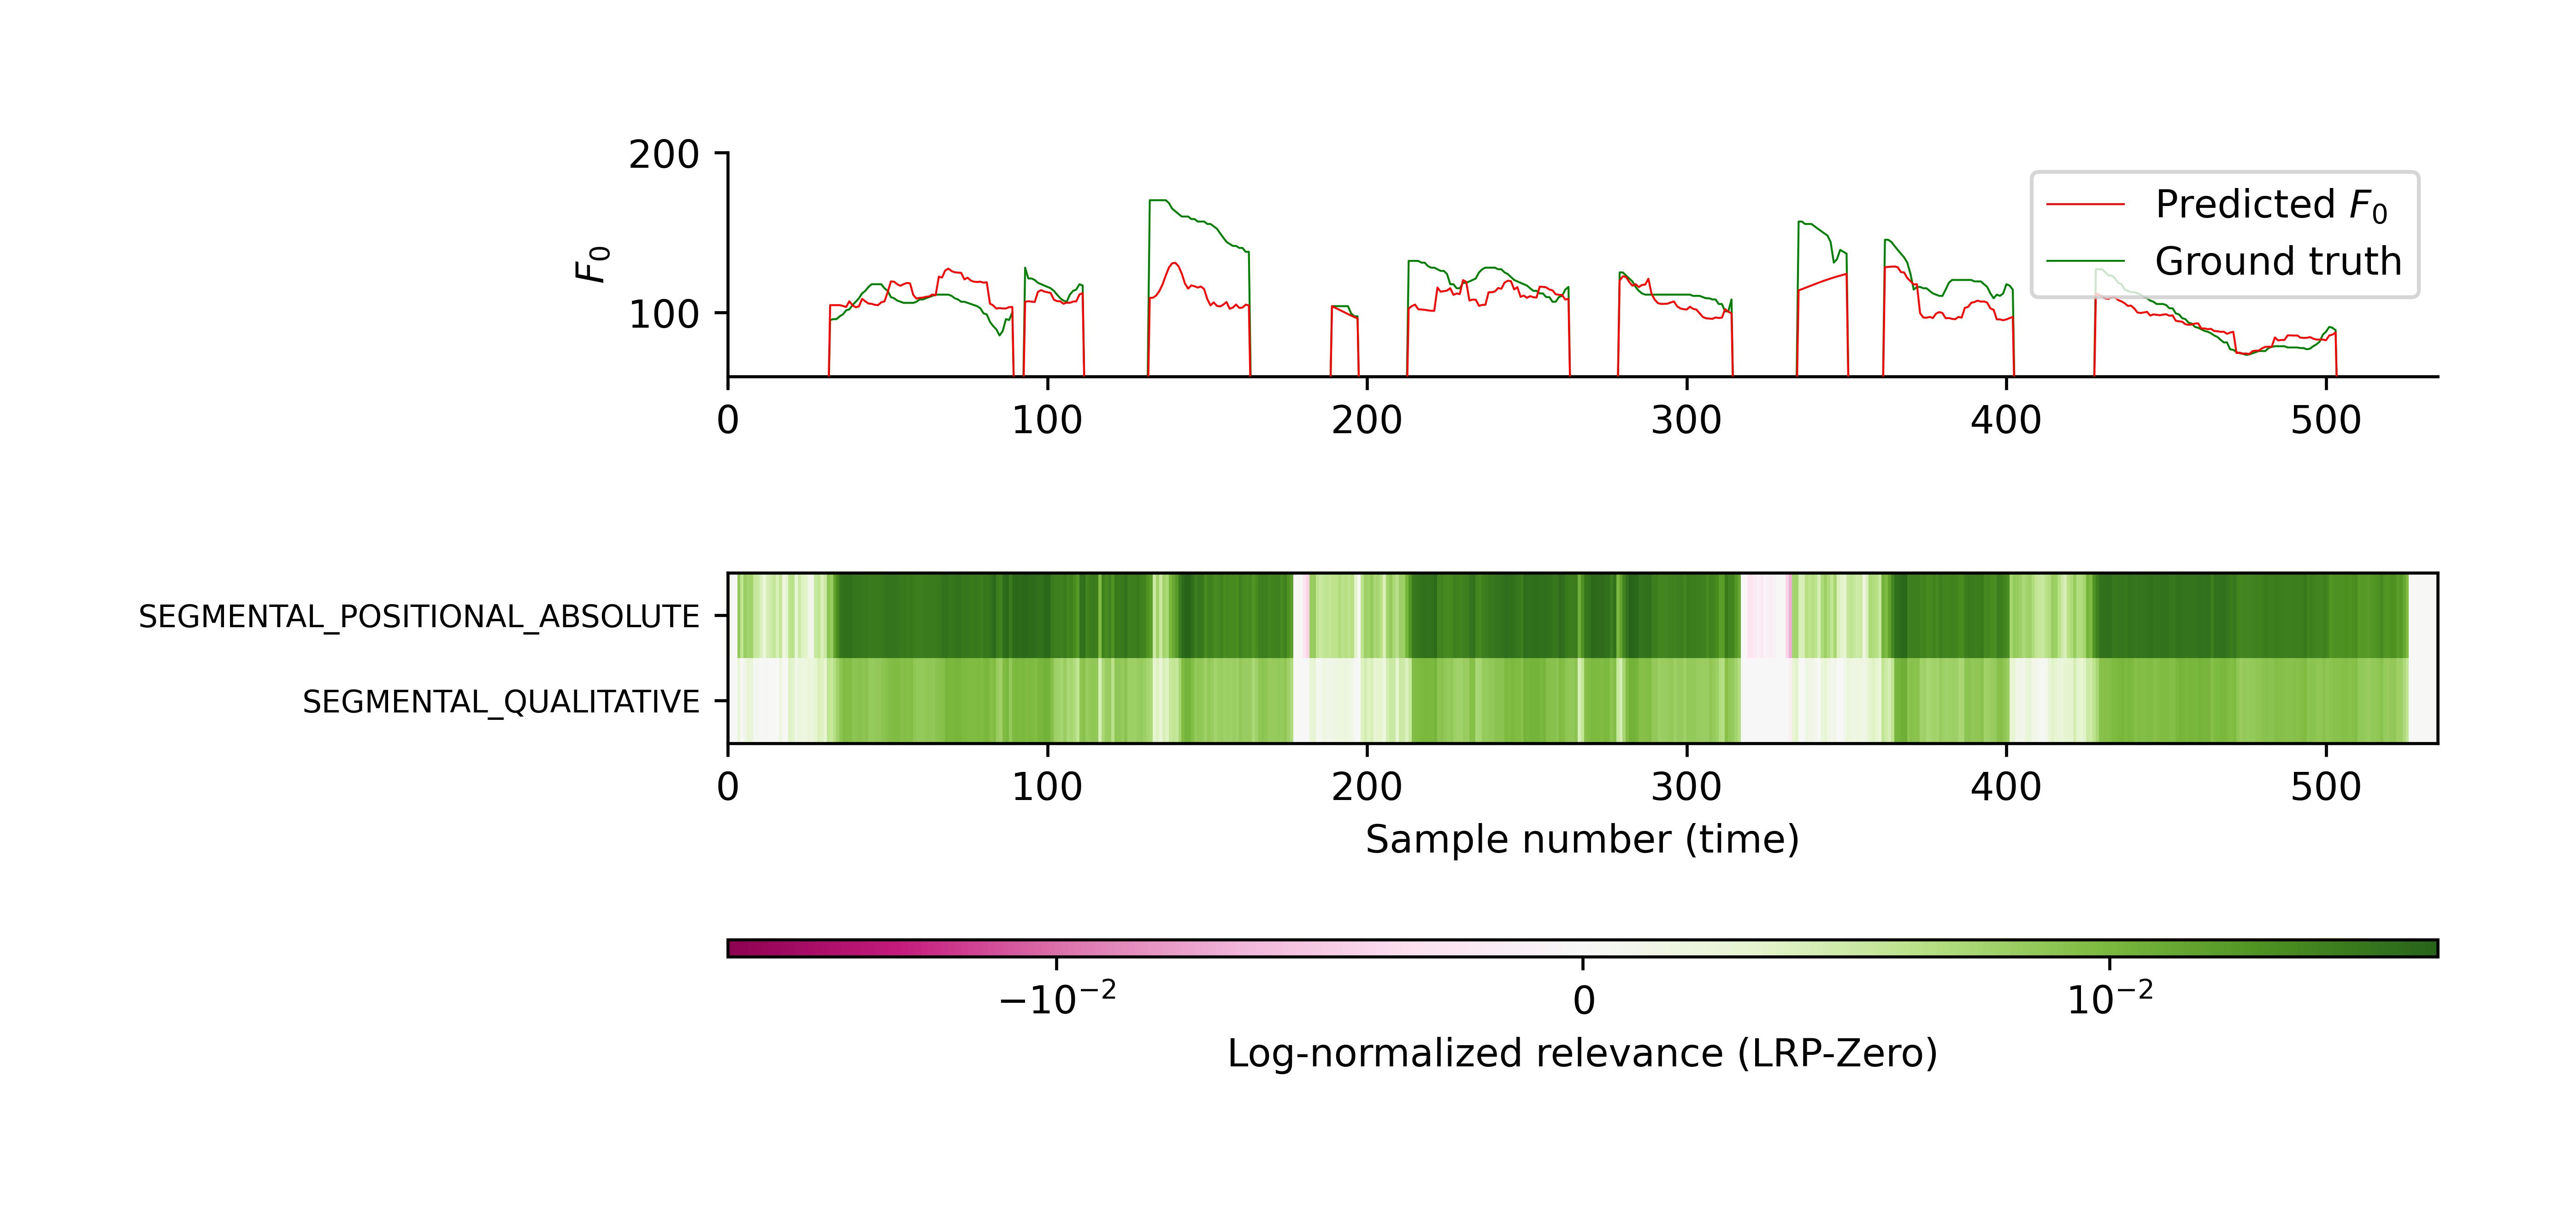 200
100
F₀
Predicted F₀
Ground truth
0 100 200 300 400 500
SEGMENTAL_POSITIONAL_ABSOLUTE
SEGMENTAL_QUALITATIVE
0 100 200 300 400 500
Sample number (time)
−10⁻² 0 10⁻²
Log-normalized relevance (LRP-Zero)